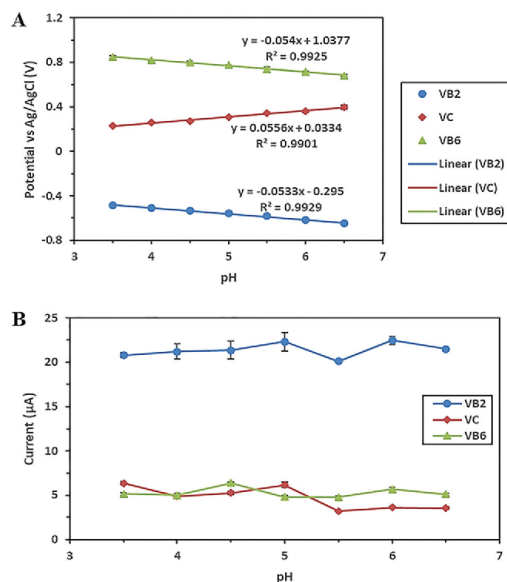 A
1.2
0.8
0.4
0
-0.4
-0.8
Potential vs Ag/AgCl (V)
y = -0.054x + 1.0377
R² = 0.9925
y = 0.0556x + 0.0334
R² = 0.9901
y = -0.0533x - 0.295
R² = 0.9929
3 4 5 6 7
pH
VB2
VC
VB6
Linear (VB2)
Linear (VC)
Linear (VB6)
B
25
20
15
10
5
0
Current (µA)
VB2
VC
VB6
3 4 5 6 7
pH